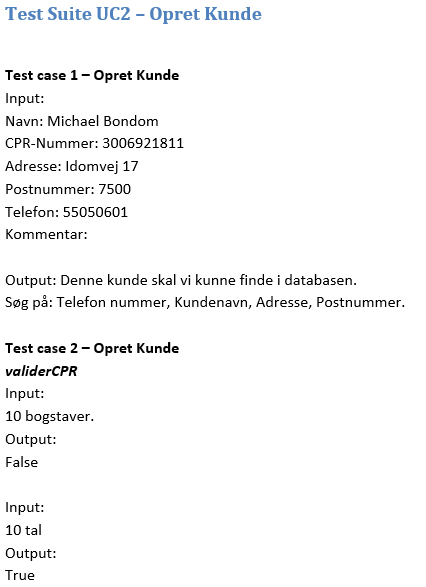 Test Suite UC2 – Opret Kunde
Test case 1 – Opret Kunde
Input:
Navn: Michael Bondom
CPR-Nummer: 3006921811
Adresse: Idomvej 17
Postnummer: 7500
Telefon: 55050601
Kommentar:
Output: Denne kunde skal vi kunne finde i databasen.
Søg på: Telefon nummer, Kundenavn, Adresse, Postnummer.
Test case 2 – Opret Kunde
validerCPR
Input:
10 bogstaver.
Output:
False
Input:
10 tal
Output:
True